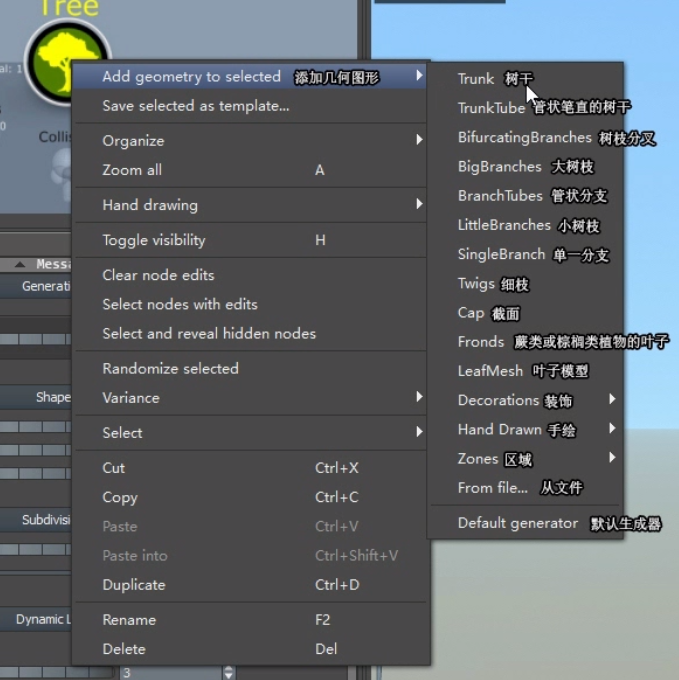 Tree
Add geometry to selected 添加几何图形
Save selected as template...
Organize
Zoom all A
Hand drawing
Toggle visibility H
Clear node edits
Select nodes with edits
Select and reveal hidden nodes
Randomize selected
Variance
Select
Cut Ctrl+X
Copy Ctrl+C
Paste Ctrl+V
Paste into Ctrl+Shift+V
Duplicate Ctrl+D
Rename F2
Delete Del
Trunk 树干
TrunkTube 管状笔直的树干
BifurcatingBranches 树枝分叉
BigBranches 大树枝
BranchTubes 管状分支
LittleBranches 小树枝
SingleBranch 单一分支
Twigs 细枝
Cap 截面
Fronds 蕨类或棕榈类植物的叶子
LeafMesh 叶子模型
Decorations 装饰
Hand Drawn 手绘
Zones 区域
From file... 从文件
Default generator 默认生成器
al: 1
0
Collis
Messa
Generati
Shape
Subdivisi
Dynamic L
3